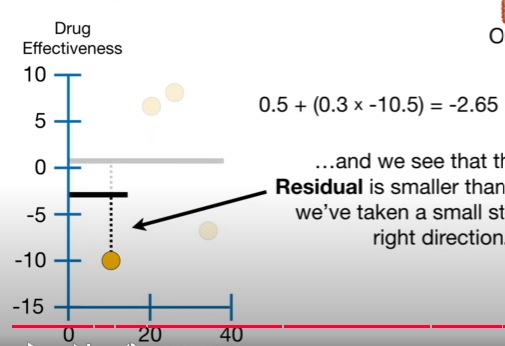 Drug
Effectiveness
O
10
5
0
-5
-10
-15
0.5 + (0.3 x -10.5) = -2.65
…and we see that th
Residual is smaller than
we've taken a small st
right direction.
0
20
40